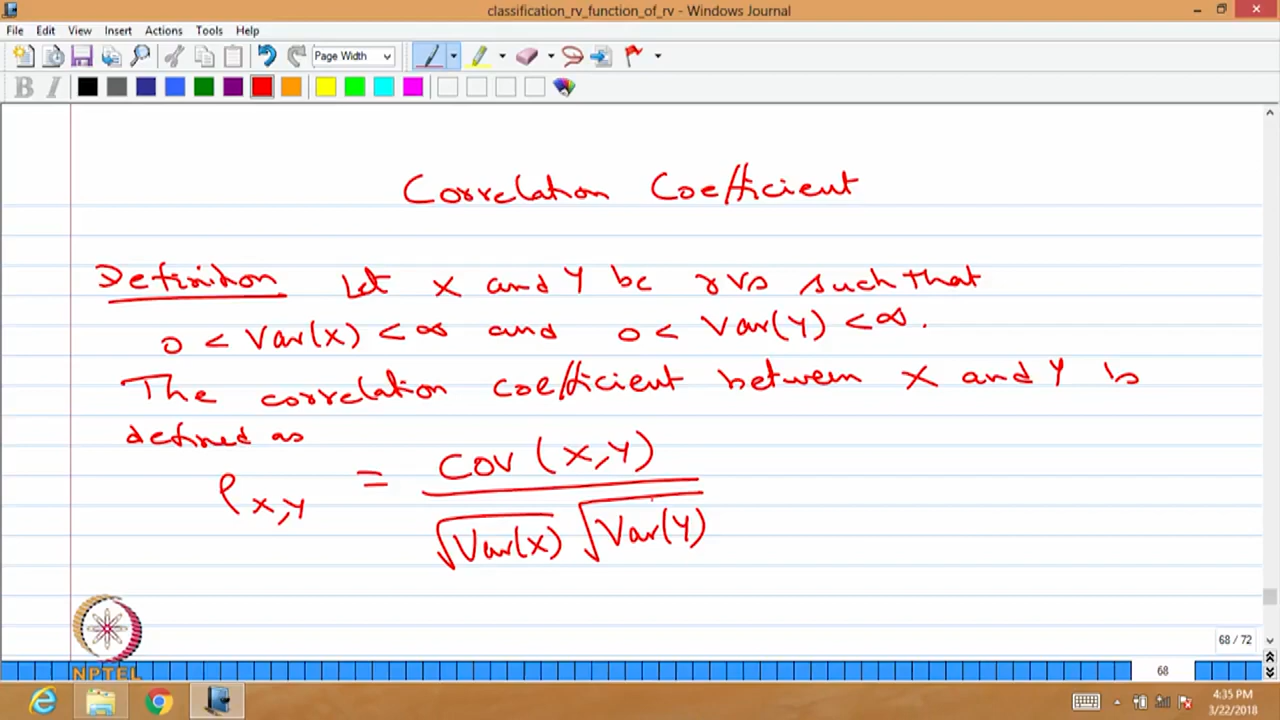 classification_rv_function_of_rv - Windows Journal
File Edit View Insert Actions Tools Help
Page Width
B I
Correlation Coefficient
Definition Let X and Y be rvs such that
0 < Var(X) < ∞ and 0 < Var(Y) < ∞.
The correlation coefficient between X and Y is
defined as
ρ X,Y = Cov (X,Y)
√Var(X) √Var(Y)
68 / 72
NPTEL
68
4:35 PM
3/22/2018